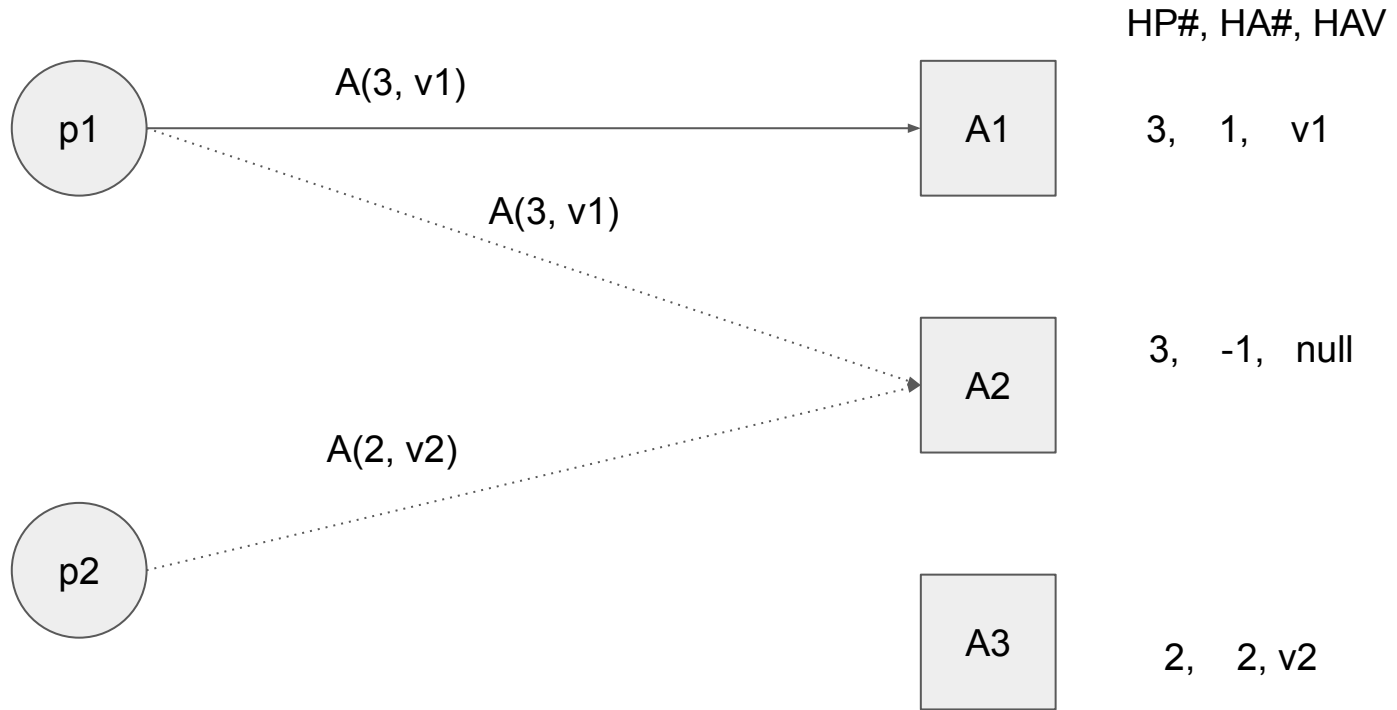 HP#, HA#, HAV
A(3, v1)
p1
A1
3, 1, v1
A(3, v1)
3, -1, null
A2
A(2, v2)
p2
A3
2, 2, v2